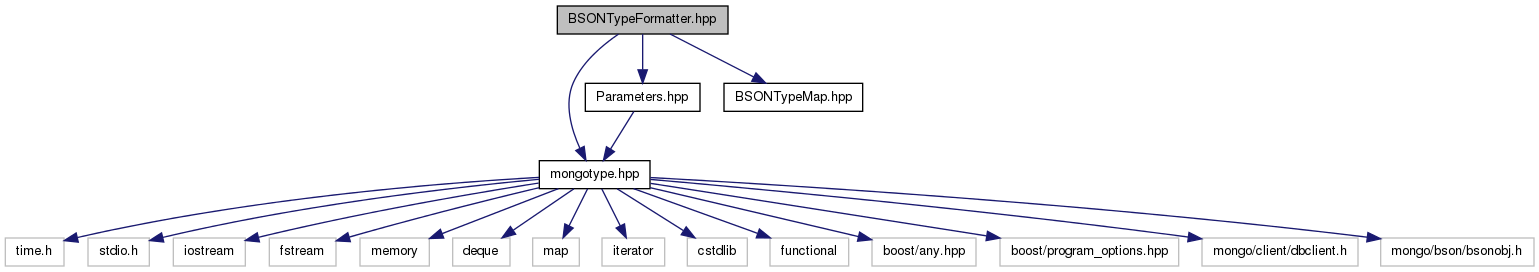 BSONTypeFormatter.hpp
Parameters.hpp
BSONTypeMap.hpp
mongotype.hpp
time.h
stdio.h
iostream
fstream
memory
deque
map
iterator
cstdlib
functional
boost/any.hpp
boost/program_options.hpp
mongo/client/dbclient.h
mongo/bson/bsonobj.h